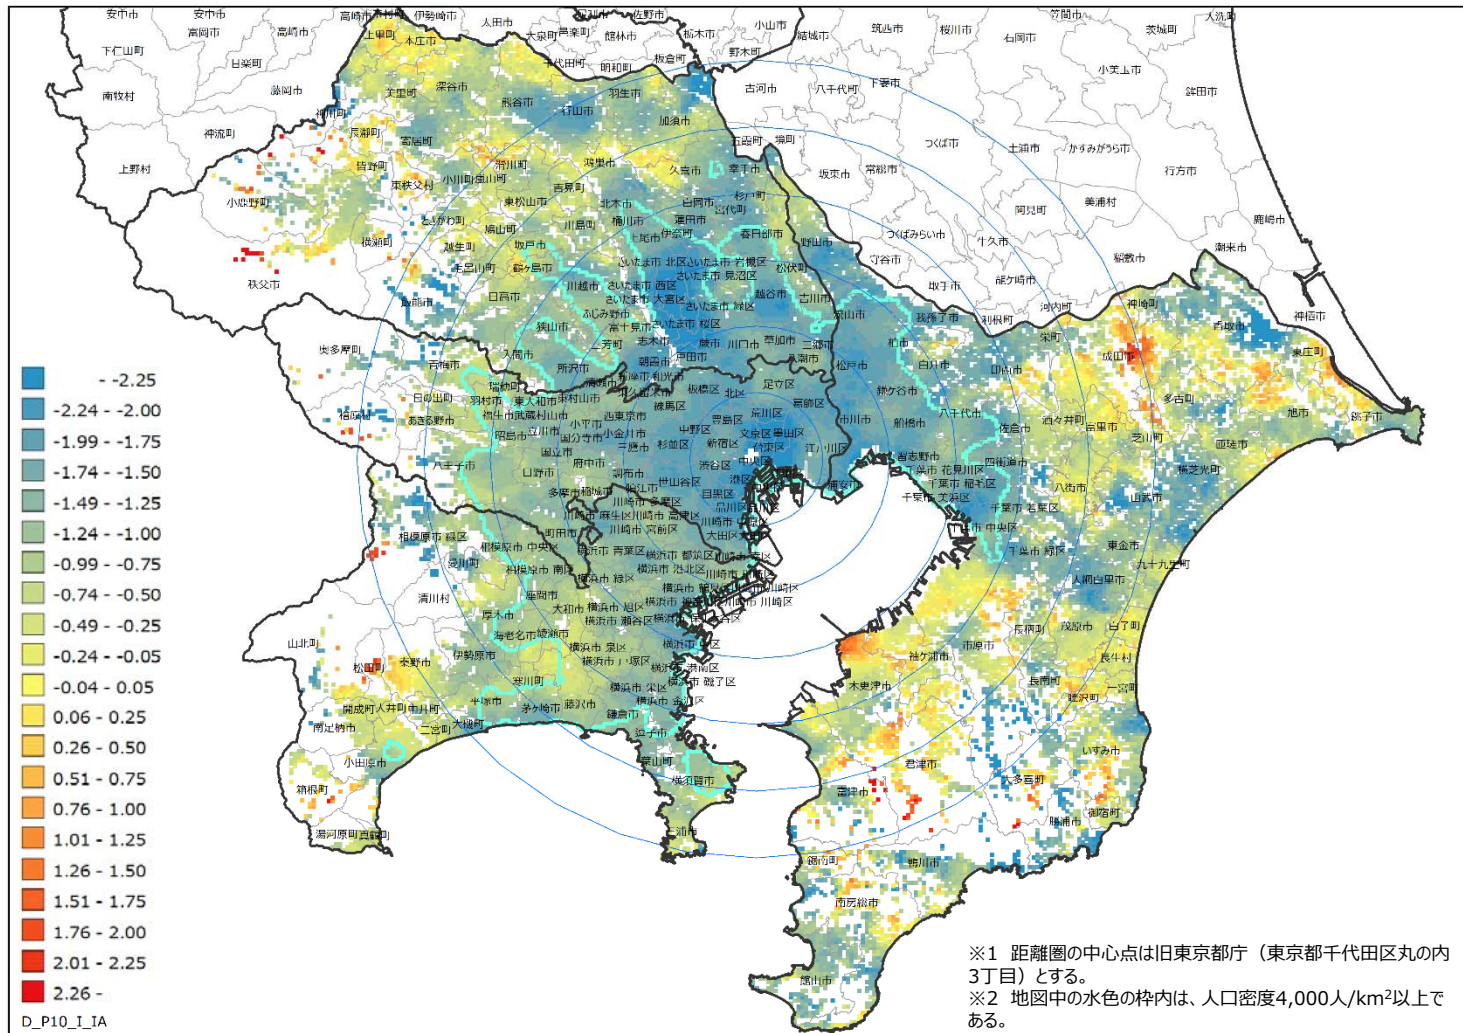 安中市
安中市
高崎市
伊勢崎市
太田市
佐野市
小山市
筑西市
桜川市
笠間市
茨城町
大洗町
富岡市
高崎市
上里町
本庄市
大泉町
邑楽町
館林市
栃木市
野木町
結城市
石岡市
下仁田町
甘楽町
千代田町
明和町
板倉町
下妻市
小美玉市
鉾田市
南牧村
藤岡市
美里町
深谷市
熊谷市
行田市
羽生市
加須市
古河市
八千代町
神川町
神流町
長瀞町
寄居町
五霞町
境町
つくば市
土浦市
かすみがうら市
行方市
上野村
皆野町
東秩父村
小川町
嵐山町
滑川町
鴻巣市
久喜市
幸手市
坂東市
常総市
小鹿野町
吉見町
東松山市
北本市
白岡市
杉戸町
宮代町
阿見町
美浦村
鹿嶋市
ときがわ町
鳩山町
川島町
桶川市
蓮田市
横瀬町
越生町
坂戸市
上尾市
伊奈町
春日部市
野田市
つくばみらい市
牛久市
潮来市
毛呂山町
鶴ヶ島市
さいたま市 北区
さいたま市 岩槻区
さいたま市 見沼区
松伏町
守谷市
稲敷市
秩父市
日高市
川越市
さいたま市 西区
さいたま市 大宮区
越谷市
吉川市
取手市
龍ケ崎市
飯能市
ふじみ野市
さいたま市 緑区
河内町
神崎町
狭山市
富士見市
さいたま市 桜区
流山市
我孫子市
利根町
香取市
神栖市
奥多摩町
入間市
三芳町
志木市
蕨市
川口市
草加市
三郷市
柏市
栄町
成田市
東庄町
青梅市
所沢市
朝霞市
戸田市
八潮市
松戸市
白井市
印西市
瑞穂町
清瀬市
新座市
和光市
板橋区
北区
足立区
鎌ケ谷市
日の出町
羽村市
東大和市
東村山市
練馬区
葛飾区
多古町
檜原村
あきる野市
福生市
武蔵村山市
西東京市
豊島区
荒川区
市川市
船橋市
八千代市
佐倉市
酒々井町
富里市
芝山町
旭市
銚子市
昭島市
立川市
小平市
国分寺市
小金井市
中野区
文京区
墨田区
匝瑳市
国立市
三鷹市
杉並区
新宿区
台東区
江戸川区
八王子市
日野市
府中市
調布市
渋谷区
中央区
習志野市
千葉市 花見川区
四街道市
横芝光町
多摩市
稲城市
狛江市
世田谷区
港区
浦安市
千葉市 稲毛区
八街市
山武市
川崎市 多摩区
目黒区
千葉市 美浜区
川崎市 麻生区
川崎市 高津区
品川区
千葉市 若葉区
町田市
川崎市 宮前区
川崎市 中原区
大田区
千葉市 中央区
相模原市 緑区
相模原市 中央区
横浜市 青葉区
横浜市 都筑区
川崎市 幸区
千葉市 緑区
東金市
愛川町
相模原市 南区
横浜市 港北区
九十九里町
横浜市 緑区
川崎市 川崎区
大網白里市
清川村
座間市
厚木市
大和市
横浜市 旭区
横浜市 瀬谷区
長柄町
茂原市
白子町
山北町
海老名市
綾瀬市
横浜市 泉区
市原市
袖ケ浦市
長生村
松田町
秦野市
伊勢原市
横浜市 戸塚区
横浜市 港南区
寒川町
横浜市 栄区
横浜市 磯子区
木更津市
長南町
睦沢町
一宮町
開成町
大井町
中井町
平塚市
茅ヶ崎市
藤沢市
横浜市 金沢区
南足柄市
二宮町
大磯町
鎌倉市
逗子市
いすみ市
小田原市
葉山町
君津市
大多喜町
箱根町
横須賀市
富津市
御宿町
勝浦市
湯河原町
真鶴町
三浦市
鋸南町
鴨川市
南房総市
館山市
- -2.25
-2.24 - -2.00
-1.99 - -1.75
-1.74 - -1.50
-1.49 - -1.25
-1.24 - -1.00
-0.99 - -0.75
-0.74 - -0.50
-0.49 - -0.25
-0.24 - -0.05
-0.04 - 0.05
0.06 - 0.25
0.26 - 0.50
0.51 - 0.75
0.76 - 1.00
1.01 - 1.25
1.26 - 1.50
1.51 - 1.75
1.76 - 2.00
2.01 - 2.25
2.26 -
D_P10_I_IA
※1 距離圏の中心点は旧東京都庁（東京都千代田区丸の内
3丁目）とする。
※2 地図中の水色の枠内は、人口密度4,000人/km²以上で
ある。